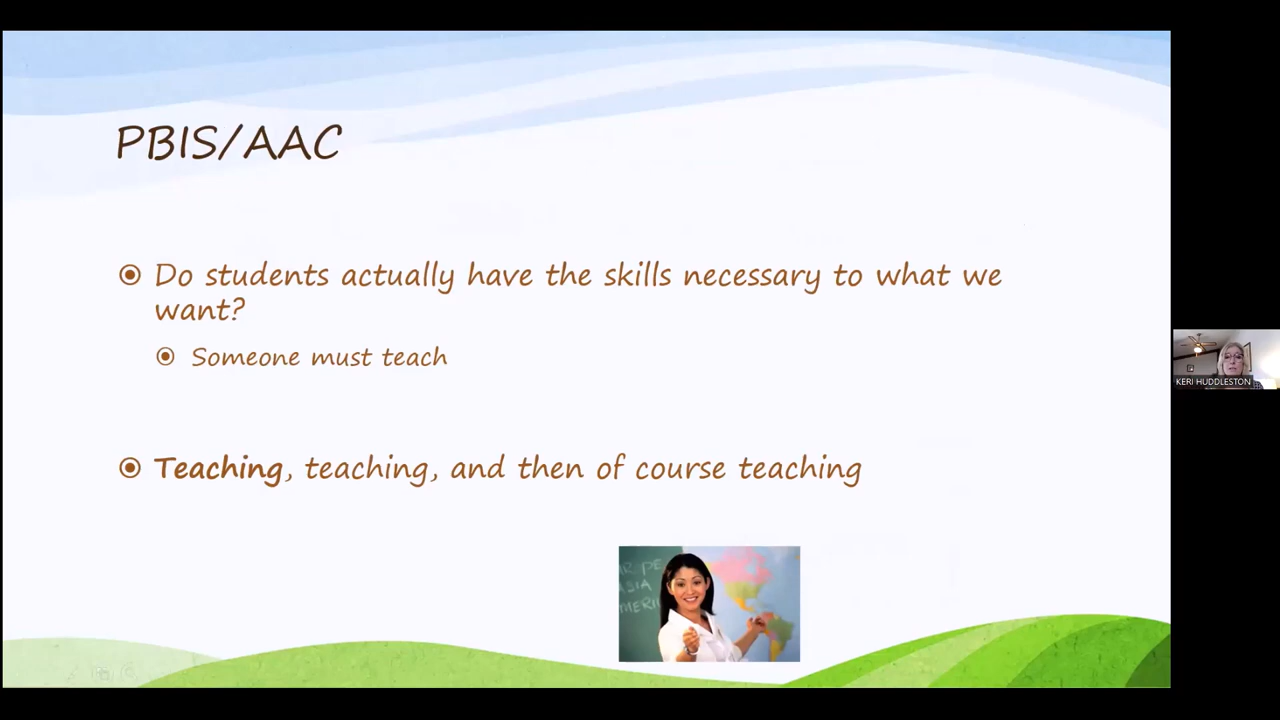 PBIS/AAC
Do students actually have the skills necessary to what we
want?
Someone must teach
KERI HUDDLESTON
Teaching, teaching, and then of course teaching
ASIA